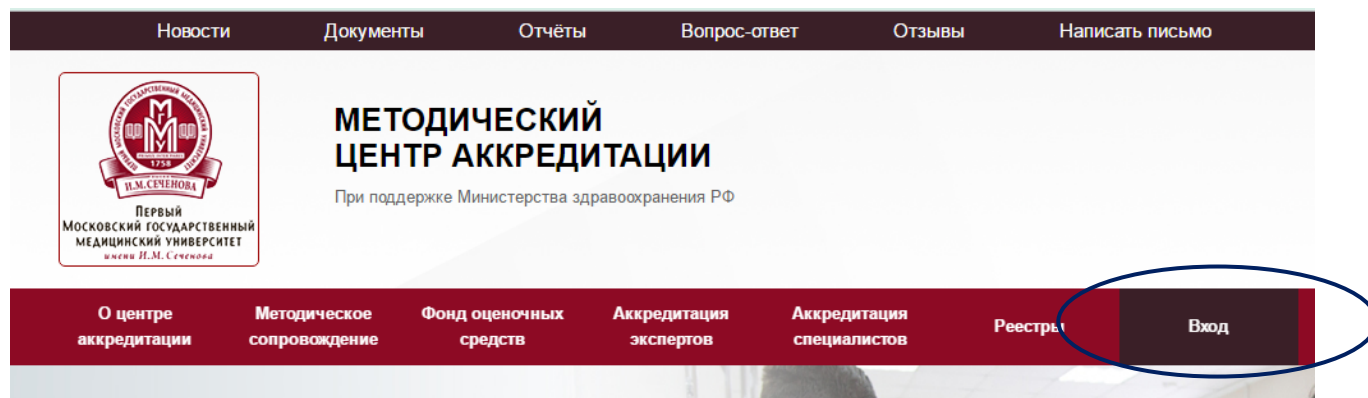 Новости Документы Отчёты Вопрос-ответ Отзывы Написать письмо
1758
И.М. СЕЧЕНОВА
ПЕРВЫЙ
МОСКОВСКИЙ ГОСУДАРСТВЕННЫЙ
МЕДИЦИНСКИЙ УНИВЕРСИТЕТ
имени И.М. Сеченова
МЕТОДИЧЕСКИЙ
ЦЕНТР АККРЕДИТАЦИИ
При поддержке Министерства здравоохранения РФ
О центре
аккредитации
Методическое
сопровождение
Фонд оценочных
средств
Аккредитация
экспертов
Аккредитация
специалистов
Реестры
Вход